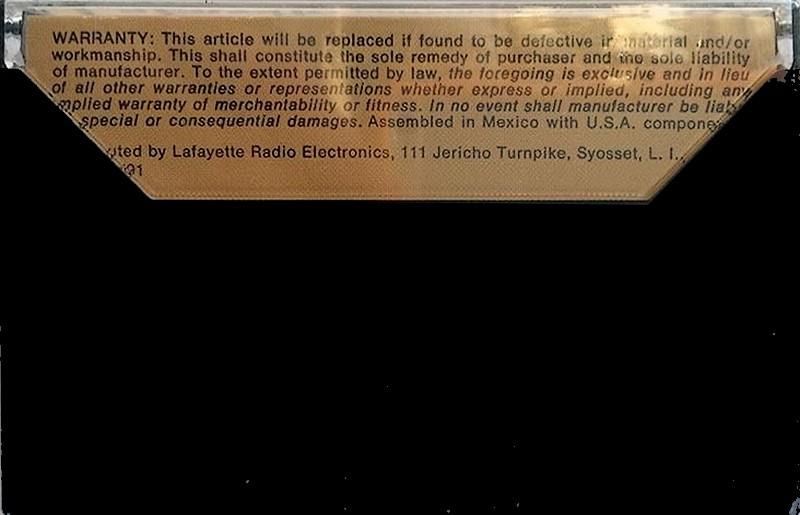 WARRANTY: This article will be replaced if found to be defective in material and/or
workmanship. This shall constitute the sole remedy of purchaser and the sole liability
of manufacturer. To the extent permitted by law, the foregoing is exclusive and in lieu
of all other warranties or representations whether express or implied, including any
implied warranty of merchantability or fitness. In no event shall manufacturer be
special or consequential damages. Assembled in Mexico with U.S.A.
by Lafayette Radio Electronics, 111 Jericho Turnpike, Syosset, L. I.,